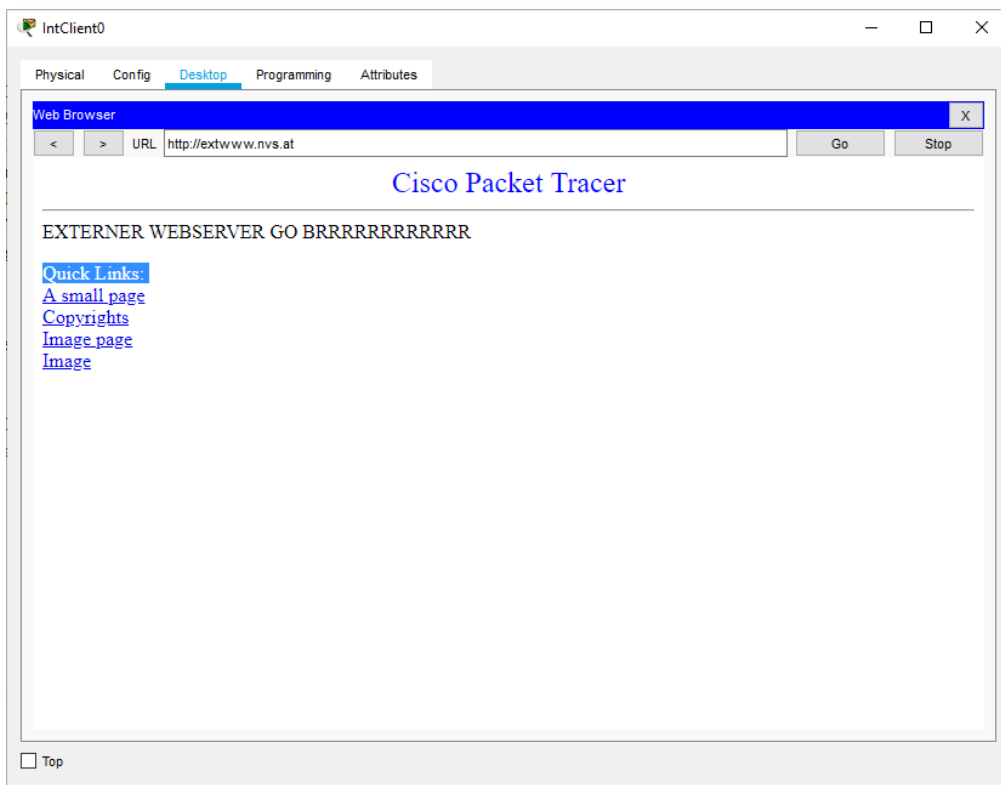 IntClient0
Physical Config Desktop Programming Attributes
Web Browser X
< > URL http://extwww.nvs.at Go Stop
Cisco Packet Tracer
EXTERNER WEBSERVER GO BRRRRRRRRRRRR
Quick Links:
A small page
Copyrights
Image page
Image
Top